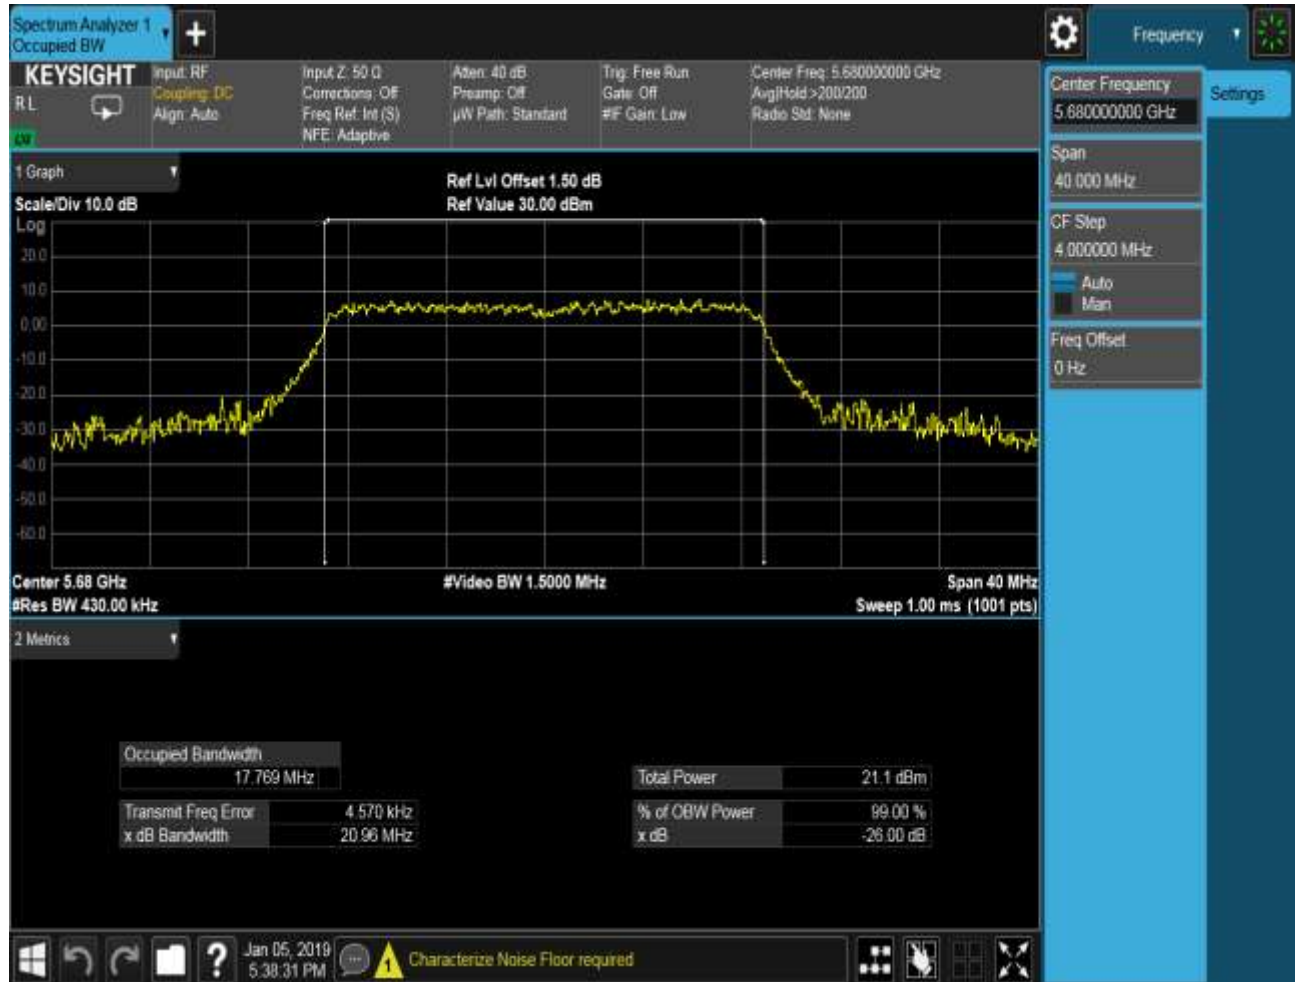 Spectrum Analyzer 1
Occupied BW
Frequency
KEYSIGHT
RL
Input: RF
Coupling: DC
Align: Auto
Input Z: 50 Ω
Corrections: Off
Freq Ref: Int (S)
NFE: Adaptive
Atten: 40 dB
Preamp: Off
µW Path: Standard
Trig: Free Run
Gate: Off
#IF Gain: Low
Center Freq: 5.680000000 GHz
Avg|Hold:>200/200
Radio Std: None
Center Frequency
5.680000000 GHz
Settings
Span
40.000 MHz
CF Step
4.000000 MHz
Auto
Man
Freq Offset
0 Hz
1 Graph
Scale/Div 10.0 dB
Ref Lvl Offset 1.50 dB
Ref Value 30.00 dBm
Log
20.0
10.0
0.00
-10.0
-20.0
-30.0
-40.0
-50.0
-60.0
Center 5.68 GHz
#Video BW 1.5000 MHz
Span 40 MHz
#Res BW 430.00 kHz
Sweep 1.00 ms (1001 pts)
2 Metrics
Occupied Bandwidth
17.769 MHz
Total Power 21.1 dBm
Transmit Freq Error 4.570 kHz
% of OBW Power 99.00 %
x dB Bandwidth 20.96 MHz
x dB -26.00 dB
?
Jan 05, 2019
5:38:31 PM
1
Characterize Noise Floor required